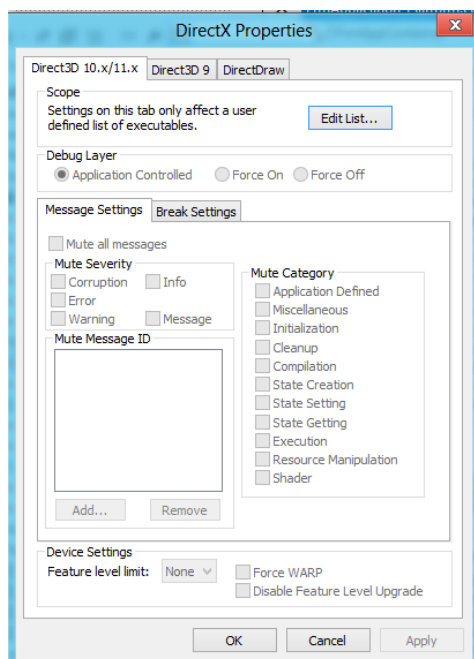 DirectX Properties
x
Direct3D 10.x/11.x Direct3D 9 DirectDraw
Scope
Settings on this tab only affect a user
defined list of executables.
Edit List...
Debug Layer
Application Controlled Force On Force Off
Message Settings Break Settings
Mute all messages
Mute Severity
Corruption Info
Error
Warning Message
Mute Message ID
Add... Remove
Mute Category
Application Defined
Miscellaneous
Initialization
Cleanup
Compilation
State Creation
State Setting
State Getting
Execution
Resource Manipulation
Shader
Device Settings
Feature level limit: None Force WARP
Disable Feature Level Upgrade
OK Cancel Apply